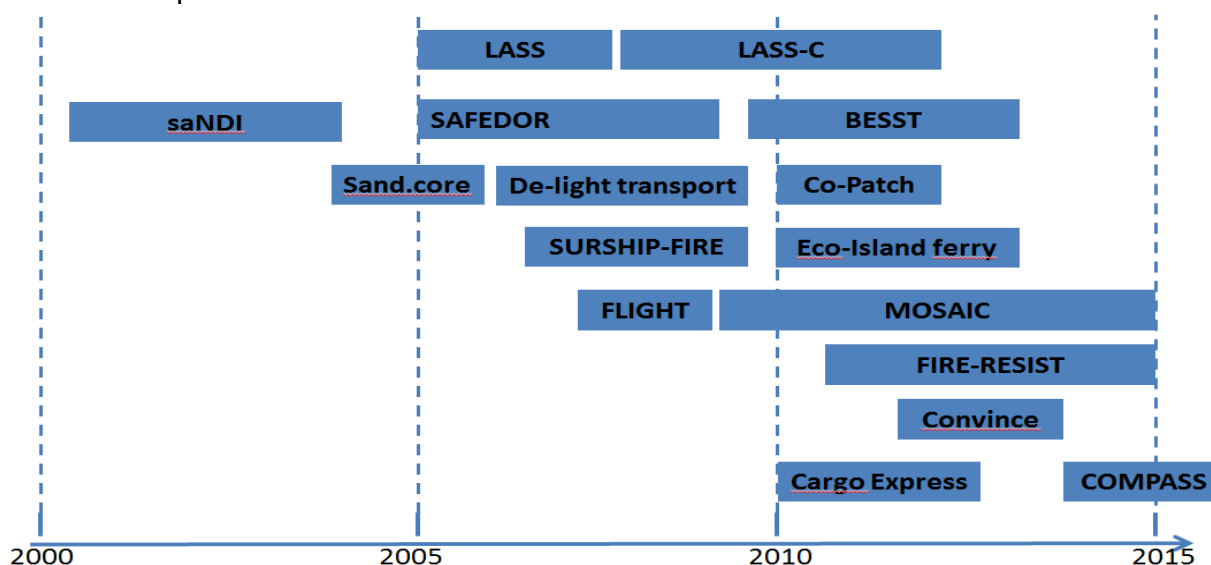 LASS LASS-C
saNDI SAFEDOR BESST
Sand.core De-light transport Co-Patch
SURSHIP-FIRE Eco-Island ferry
FLIGHT MOSAIC
FIRE-RESIST
Convince
Cargo Express COMPASS
2000 2005 2010 2015